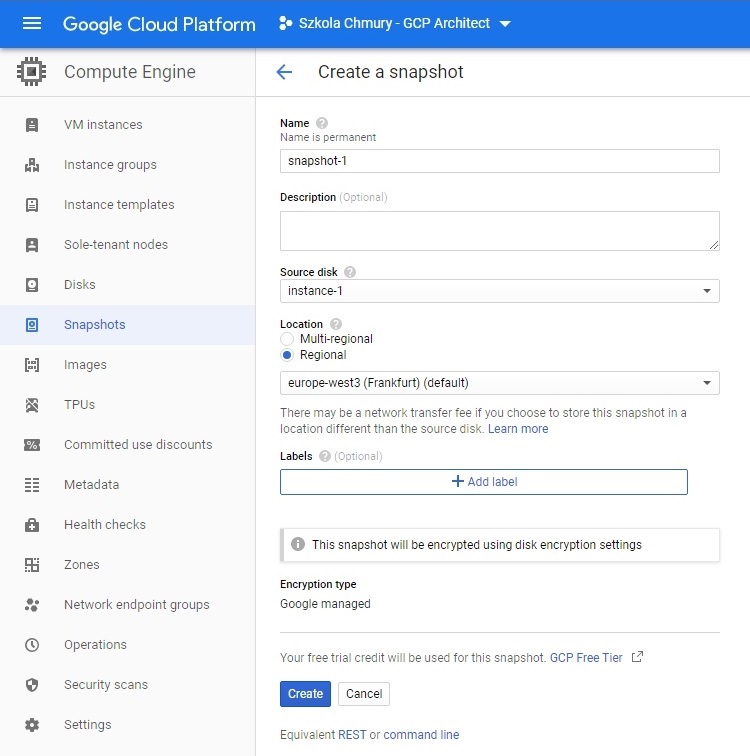 Google Cloud Platform
Szkola Chmury - GCP Architect
Compute Engine
Create a snapshot
VM instances
Instance groups
Instance templates
Sole-tenant nodes
Disks
Snapshots
Images
TPUs
Committed use discounts
Metadata
Health checks
Zones
Network endpoint groups
Operations
Security scans
Settings
Name ?
Name is permanent
snapshot-1
Description (Optional)
Source disk ?
instance-1
Location ?
Multi-regional
Regional
europe-west3 (Frankfurt) (default)
There may be a network transfer fee if you choose to store this snapshot in a
location different than the source disk. Learn more
Labels ? (Optional)
+ Add label
This snapshot will be encrypted using disk encryption settings
Encryption type
Google managed
Your free trial credit will be used for this snapshot. GCP Free Tier
Create
Cancel
Equivalent REST or command line